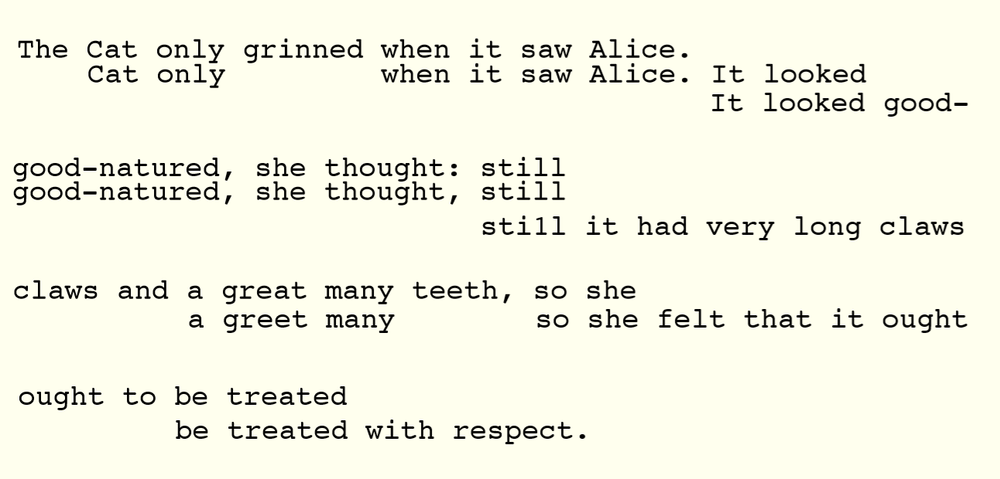 The Cat only grinned when it saw Alice.
Cat only when it saw Alice. It looked
It looked good-
good-natured, she thought: still
good-natured, she thought, still
sti1l it had very long claws
claws and a great many teeth, so she
a greet many so she felt that it ought
ought to be treated
be treated with respect.